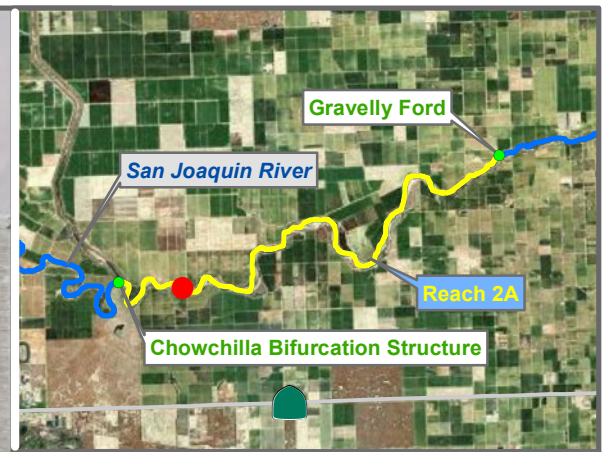 Gravelly Ford
San Joaquin River
Reach 2A
Chowchilla Bifurcation Structure